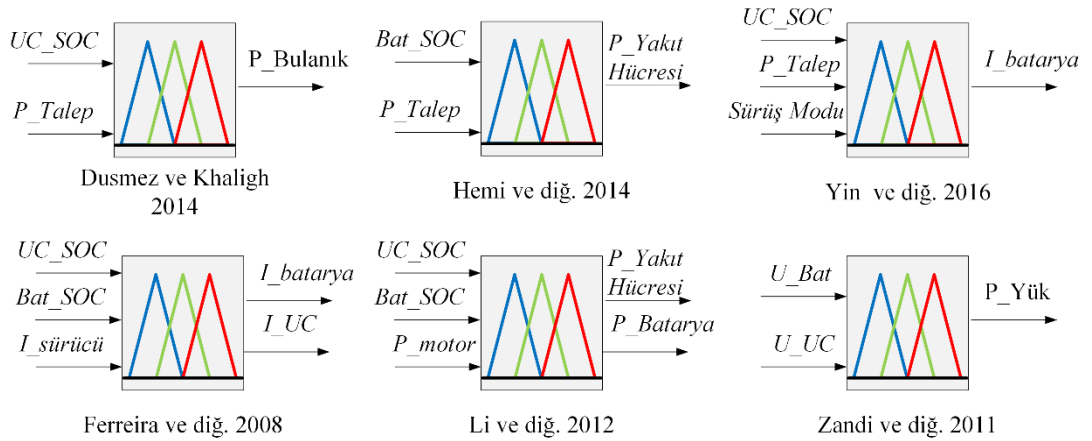 UC_SOC
P_Talep
P_Bulanık
Dusmez ve Khaligh
2014
Bat_SOC
P_Talep
P_Yakıt
Hücresi
Hemi ve diğ. 2014
UC_SOC
P_Talep
Sürüş Modu
I_batarya
Yin ve diğ. 2016
UC_SOC
Bat_SOC
I_sürücü
I_batarya
I_UC
Ferreira ve diğ. 2008
UC_SOC
Bat_SOC
P_motor
P_Yakıt
Hücresi
P_Batarya
Li ve diğ. 2012
U_Bat
U_UC
P_Yük
Zandi ve diğ. 2011